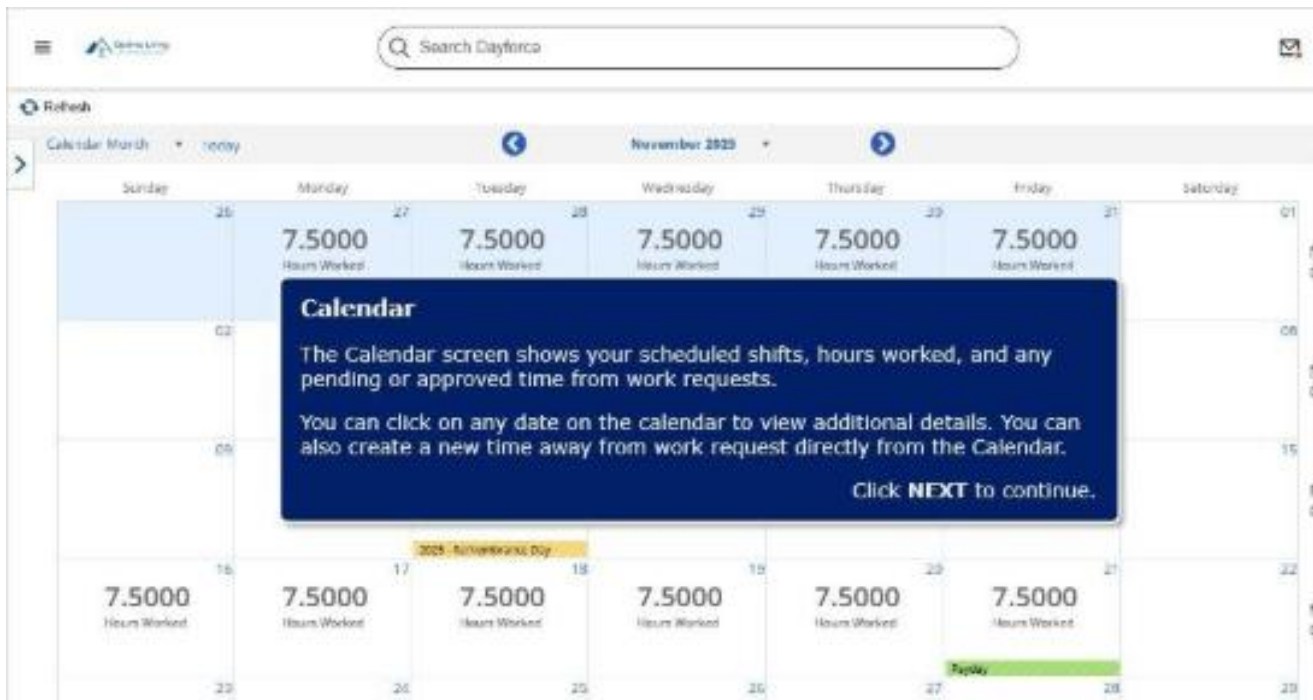 Search Dayforce
Refresh
Calendar Month Today November 2025
Sunday Monday Tuesday Wednesday Thursday Friday Saturday
26 27 28 29 30 31 01
7.5000 7.5000 7.5000 7.5000 7.5000
Hours Worked Hours Worked Hours Worked Hours Worked Hours Worked
Calendar
The Calendar screen shows your scheduled shifts, hours worked, and any
pending or approved time from work requests.
You can click on any date on the calendar to view additional details. You can
also create a new time away from work request directly from the Calendar.
Click NEXT to continue.
02 08
09 15
2025 - Remembrance Day
16 17 18 19 20 21 22
7.5000 7.5000 7.5000 7.5000 7.5000 7.5000
Hours Worked Hours Worked Hours Worked Hours Worked Hours Worked Hours Worked
Payday
23 24 25 26 27 28 29